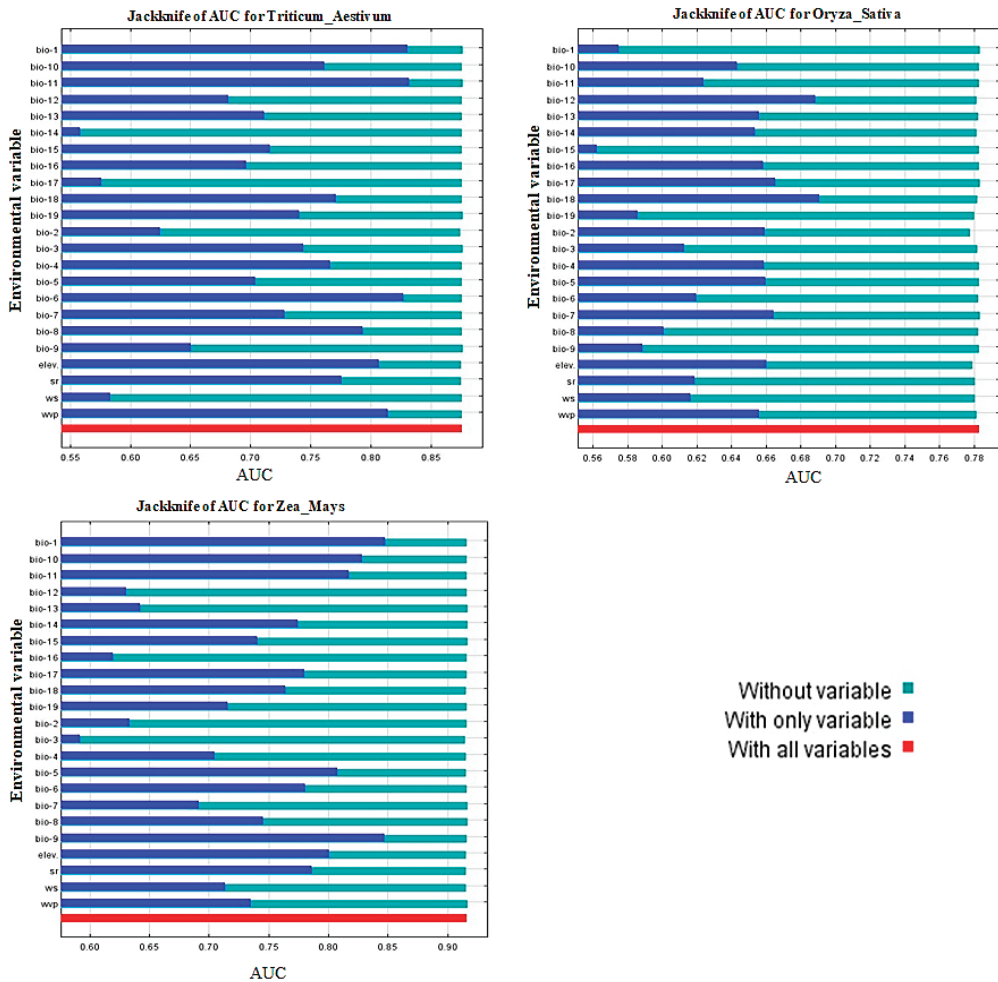 Jackknife of AUC for Triticum_Aestivum
Environmental variable
bio-1
bio-10
bio-11
bio-12
bio-13
bio-14
bio-15
bio-16
bio-17
bio-18
bio-19
bio-2
bio-3
bio-4
bio-5
bio-6
bio-7
bio-8
bio-9
elev.
sr
ws
wvp
0.55 0.60 0.65 0.70 0.75 0.80 0.85
AUC
Jackknife of AUC for Oryza_Sativa
Environmental variable
bio-1
bio-10
bio-11
bio-12
bio-13
bio-14
bio-15
bio-16
bio-17
bio-18
bio-19
bio-2
bio-3
bio-4
bio-5
bio-6
bio-7
bio-8
bio-9
elev.
sr
ws
wvp
0.56 0.58 0.60 0.62 0.64 0.66 0.68 0.70 0.72 0.74 0.76 0.78
AUC
Jackknife of AUC for Zea_Mays
Environmental variable
bio-1
bio-10
bio-11
bio-12
bio-13
bio-14
bio-15
bio-16
bio-17
bio-18
bio-19
bio-2
bio-3
bio-4
bio-5
bio-6
bio-7
bio-8
bio-9
elev.
sr
ws
wvp
0.60 0.65 0.70 0.75 0.80 0.85 0.90
AUC
Without variable
With only variable
With all variables